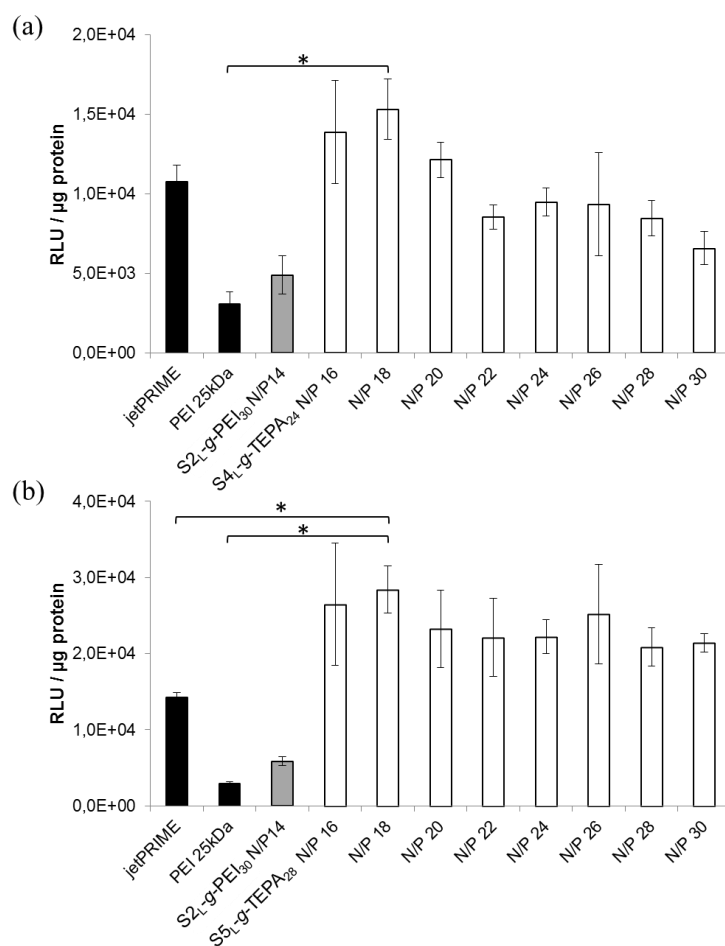 (a)
2,0E+04
*
1,5E+04
1,0E+04
5,0E+03
0,0E+00
RLU / µg protein
jetPRIME
PEI 25kDa
S2L-g-PEI30 N/P14
S4L-g-TEPA24 N/P 16
N/P 18
N/P 20
N/P 22
N/P 24
N/P 26
N/P 28
N/P 30
(b)
4,0E+04
*
*
3,0E+04
2,0E+04
1,0E+04
0,0E+00
RLU / µg protein
jetPRIME
PEI 25kDa
S2L-g-PEI30 N/P14
S5L-g-TEPA28 N/P 16
N/P 18
N/P 20
N/P 22
N/P 24
N/P 26
N/P 28
N/P 30